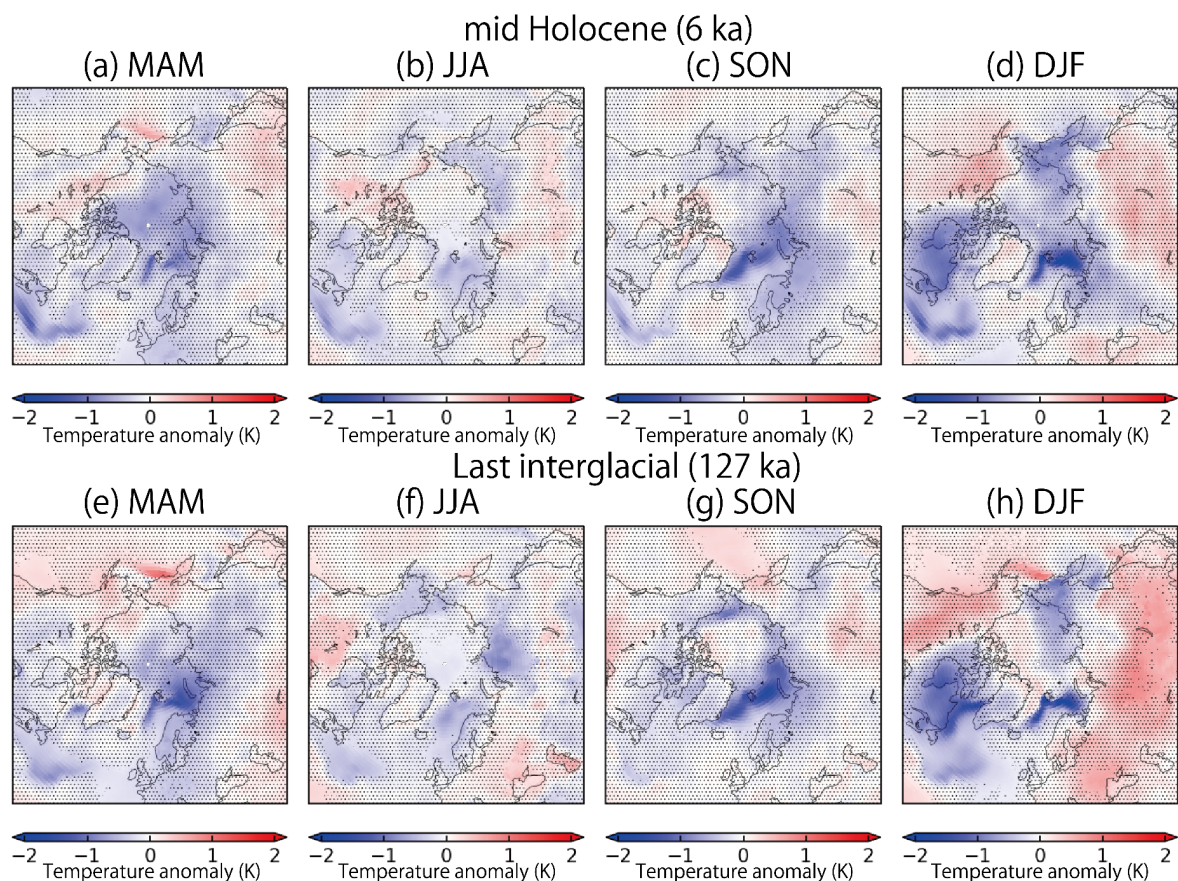 mid Holocene (6 ka)
(a) MAM
(b) JJA
(c) SON
(d) DJF
−2 −1 0 1 2
Temperature anomaly (K)
−2 −1 0 1 2
Temperature anomaly (K)
−2 −1 0 1 2
Temperature anomaly (K)
−2 −1 0 1 2
Temperature anomaly (K)
Last interglacial (127 ka)
(e) MAM
(f) JJA
(g) SON
(h) DJF
−2 −1 0 1 2
Temperature anomaly (K)
−2 −1 0 1 2
Temperature anomaly (K)
−2 −1 0 1 2
Temperature anomaly (K)
−2 −1 0 1 2
Temperature anomaly (K)